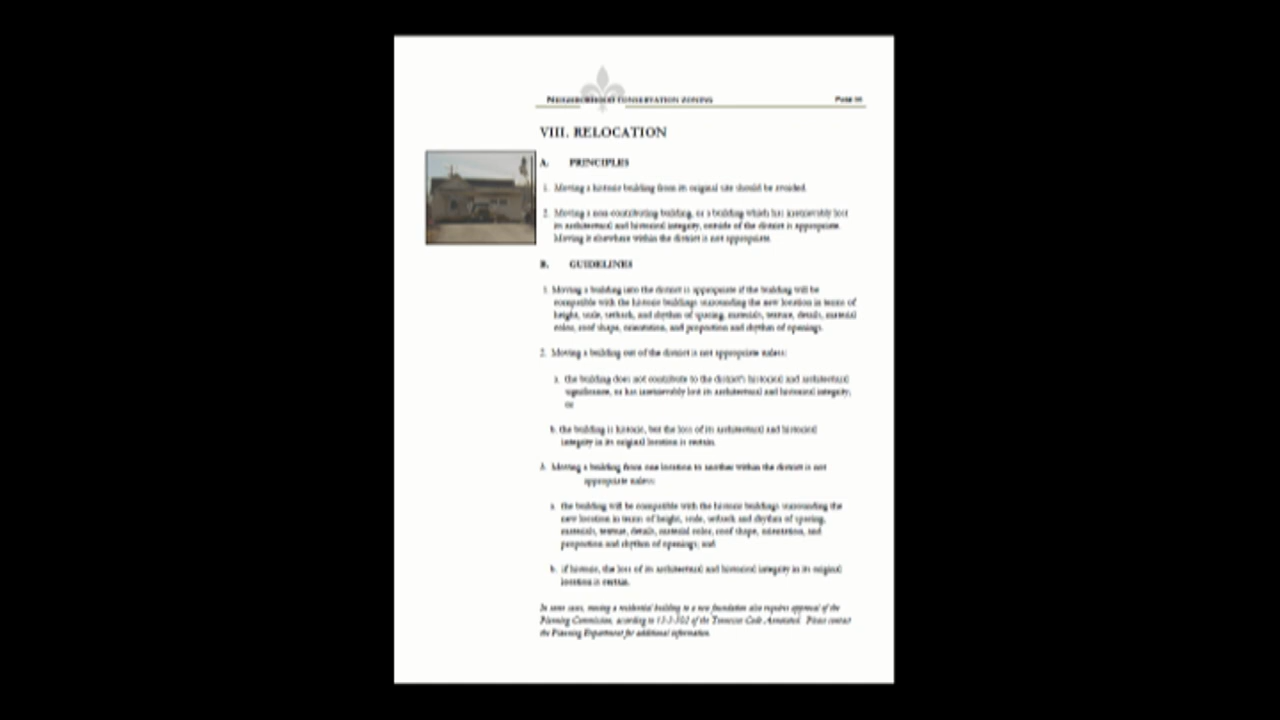 NEIGHBORHOOD CONSERVATION ZONING Page
VIII. RELOCATION
A. PRINCIPLES
1. Moving a historic building from its original site should be avoided.
2. Moving a non-contributing building, or a building which has irretrievably lost
its architectural and historical integrity, outside of the district is appropriate.
Moving it elsewhere within the district is not appropriate.
B. GUIDELINES
1. Moving a building into the district is appropriate if the building will be
compatible with the historic buildings surrounding the new location in terms of
height, scale, setback, and rhythm of spacing, materials, texture, details, material
color, roof shape, orientation, and proportion and rhythm of openings.
2. Moving a building out of the district is not appropriate unless:
a. the building does not contribute to the district's historical and architectural
significance, or has irretrievably lost its architectural and historical integrity;
or
b. the building is historic, but the loss of its architectural and historical
integrity in its original location is certain.
3. Moving a building from one location to another within the district is not
appropriate unless:
a. the building will be compatible with the historic buildings surrounding the
new location in terms of height, scale, setback and rhythm of spacing,
materials, texture, details, material color, roof shape, orientation, and
proportion and rhythm of openings; and
b. if historic, the loss of its architectural and historical integrity in its original
location is certain.
In some cases, moving a residential building to a new foundation also requires approval of the
Planning Commission, according to 13-3-502 of the Tennessee Code Annotated. Please contact
the Planning Department for additional information.